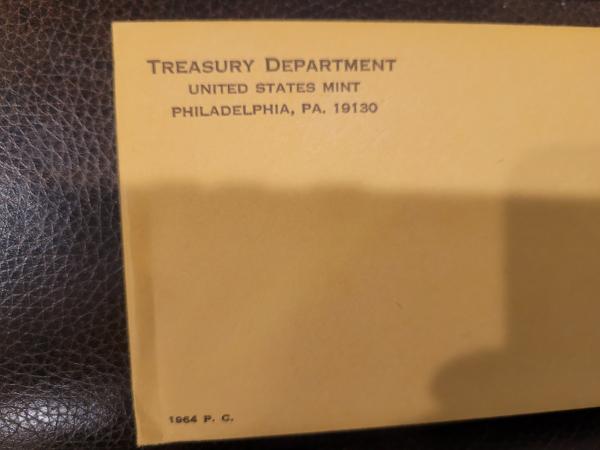 TREASURY DEPARTMENT
UNITED STATES MINT
PHILADELPHIA, PA. 19130
1964 P. C.